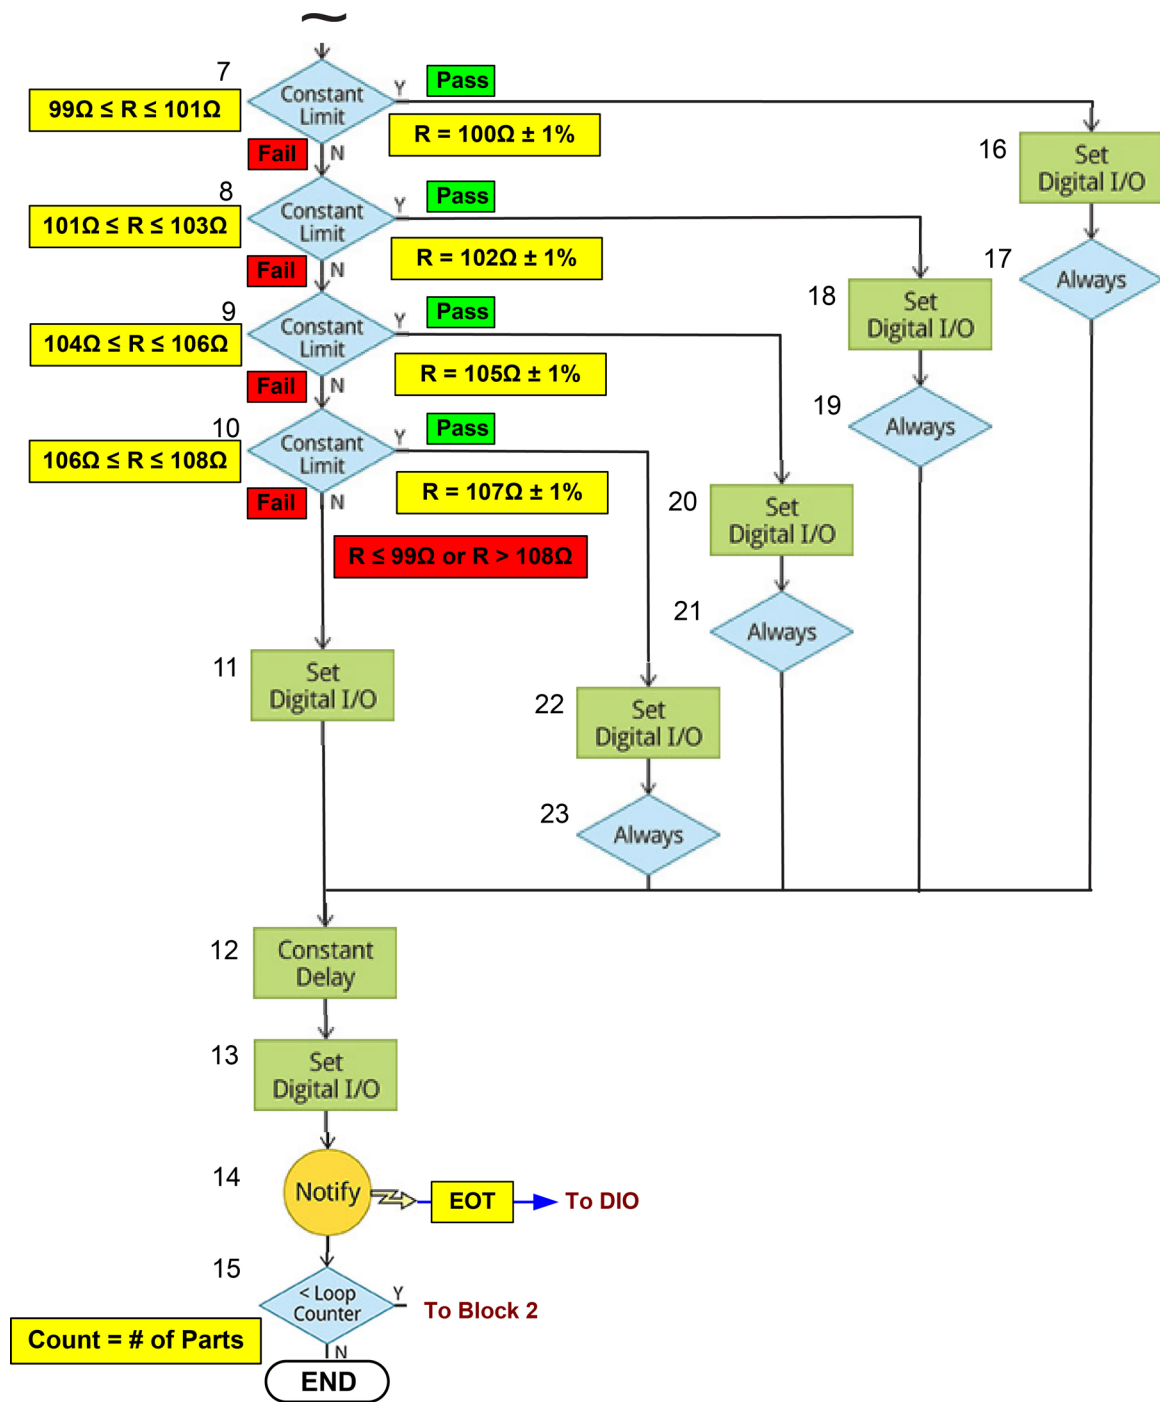 7
Constant
Limit
Y
Pass
99Ω ≤ R ≤ 101Ω
R = 100Ω ± 1%
Fail
N
16
Set
Digital I/O
8
Constant
Limit
Y
Pass
101Ω ≤ R ≤ 103Ω
R = 102Ω ± 1%
Fail
N
17
Always
18
Set
Digital I/O
9
Constant
Limit
Y
Pass
104Ω ≤ R ≤ 106Ω
R = 105Ω ± 1%
Fail
N
19
Always
10
Constant
Limit
Y
Pass
106Ω ≤ R ≤ 108Ω
R = 107Ω ± 1%
Fail
N
20
Set
Digital I/O
R ≤ 99Ω or R > 108Ω
21
Always
11
Set
Digital I/O
22
Set
Digital I/O
23
Always
12
Constant
Delay
13
Set
Digital I/O
14
Notify
EOT
To DIO
15
< Loop
Counter
Y
To Block 2
Count = # of Parts
N
END